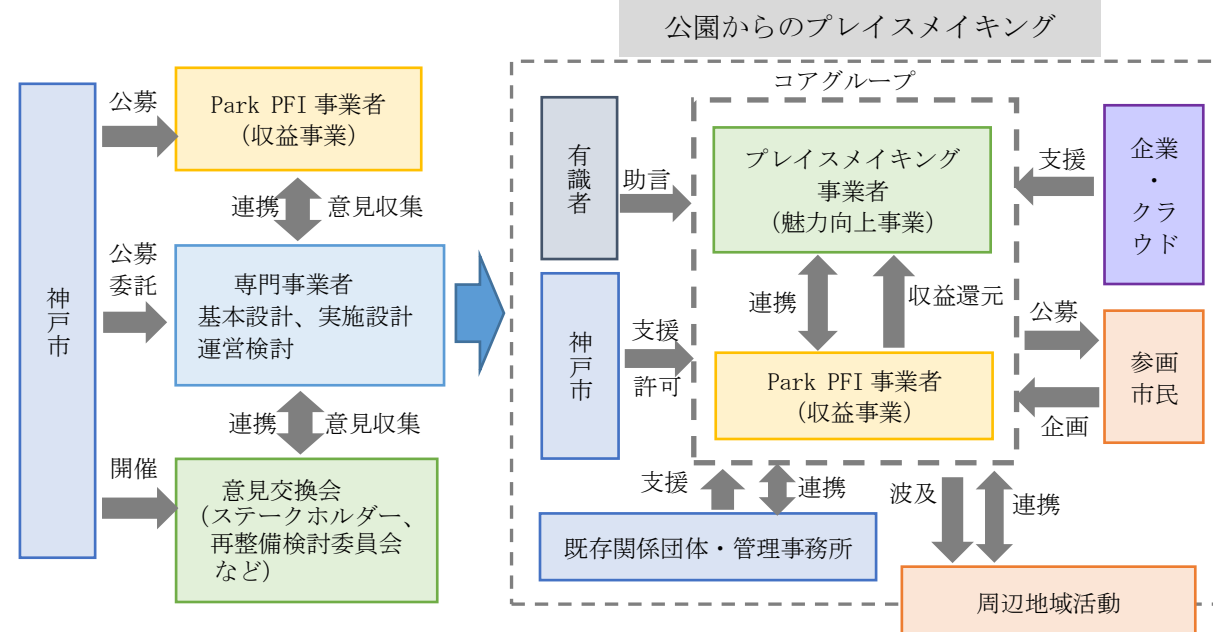 公園からのプレイスメイキング
神戸市
公募
Park PFI 事業者
(収益事業)
連携
意見収集
公募
委託
専門事業者
基本設計、実施設計
運営検討
連携
意見収集
開催
意見交換会
(ステークホルダー、
再整備検討委員会
など)
コアグループ
有識者
助言
プレイスメイキング
事業者
(魅力向上事業)
支援
企業
・
クラ
ウド
連携
収益還元
神戸市
支援
許可
Park PFI 事業者
(収益事業)
公募
企画
参画
市民
支援
連携
波及
連携
既存関係団体・管理事務所
周辺地域活動